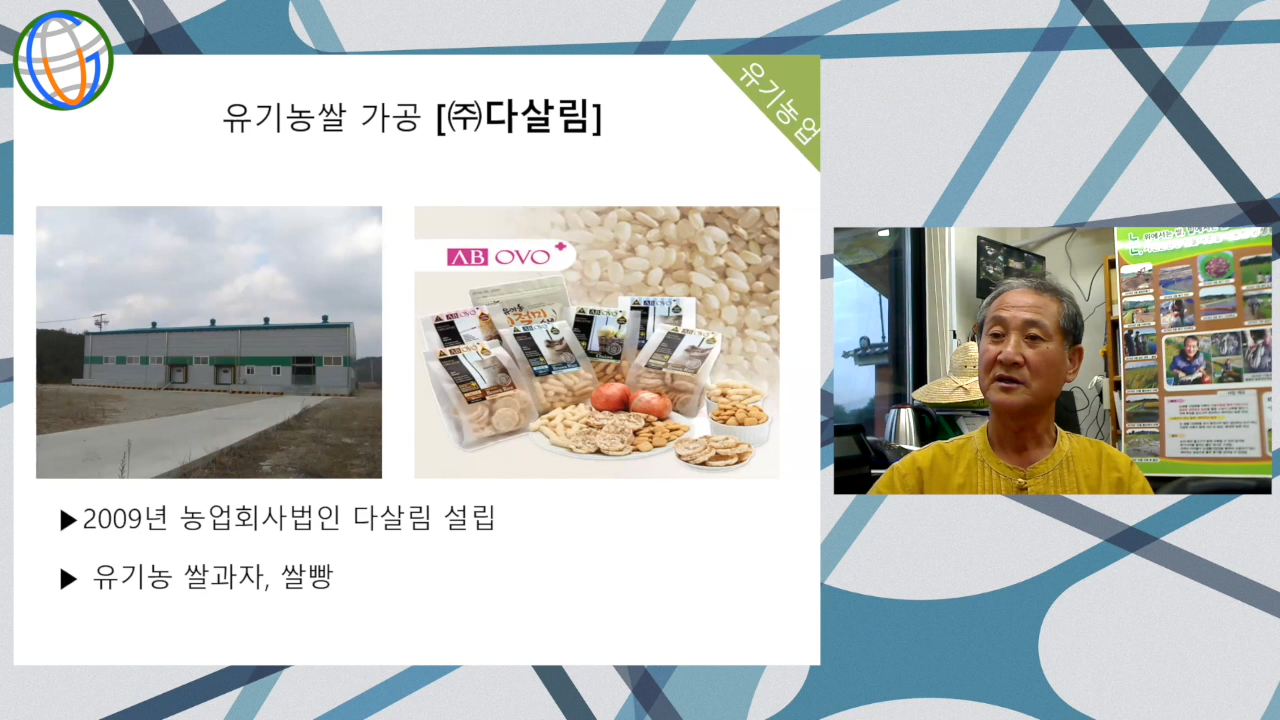 유기농쌀 가공 [㈜다살림]
유기농업
AB OVO
▶2009년 농업회사법인 다살림 설립
▶ 유기농 쌀과자, 쌀빵